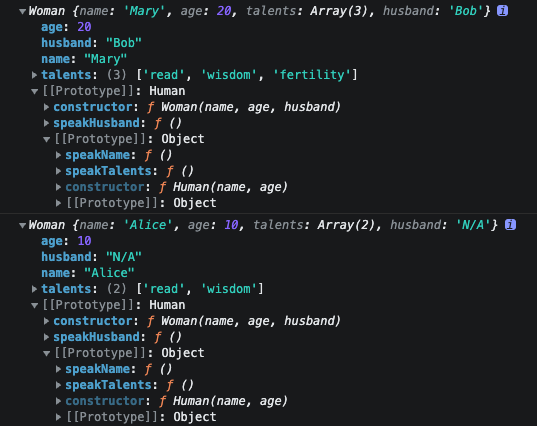 Woman {name: 'Mary', age: 20, talents: Array(3), husband: 'Bob'} i
age: 20
husband: "Bob"
name: "Mary"
talents: (3) ['read', 'wisdom', 'fertility']
[[Prototype]]: Human
constructor: ƒ Woman(name, age, husband)
speakHusband: ƒ ()
[[Prototype]]: Object
speakName: ƒ ()
speakTalents: ƒ ()
constructor: ƒ Human(name, age)
[[Prototype]]: Object
Woman {name: 'Alice', age: 10, talents: Array(2), husband: 'N/A'} i
age: 10
husband: "N/A"
name: "Alice"
talents: (2) ['read', 'wisdom']
[[Prototype]]: Human
constructor: ƒ Woman(name, age, husband)
speakHusband: ƒ ()
[[Prototype]]: Object
speakName: ƒ ()
speakTalents: ƒ ()
constructor: ƒ Human(name, age)
[[Prototype]]: Object